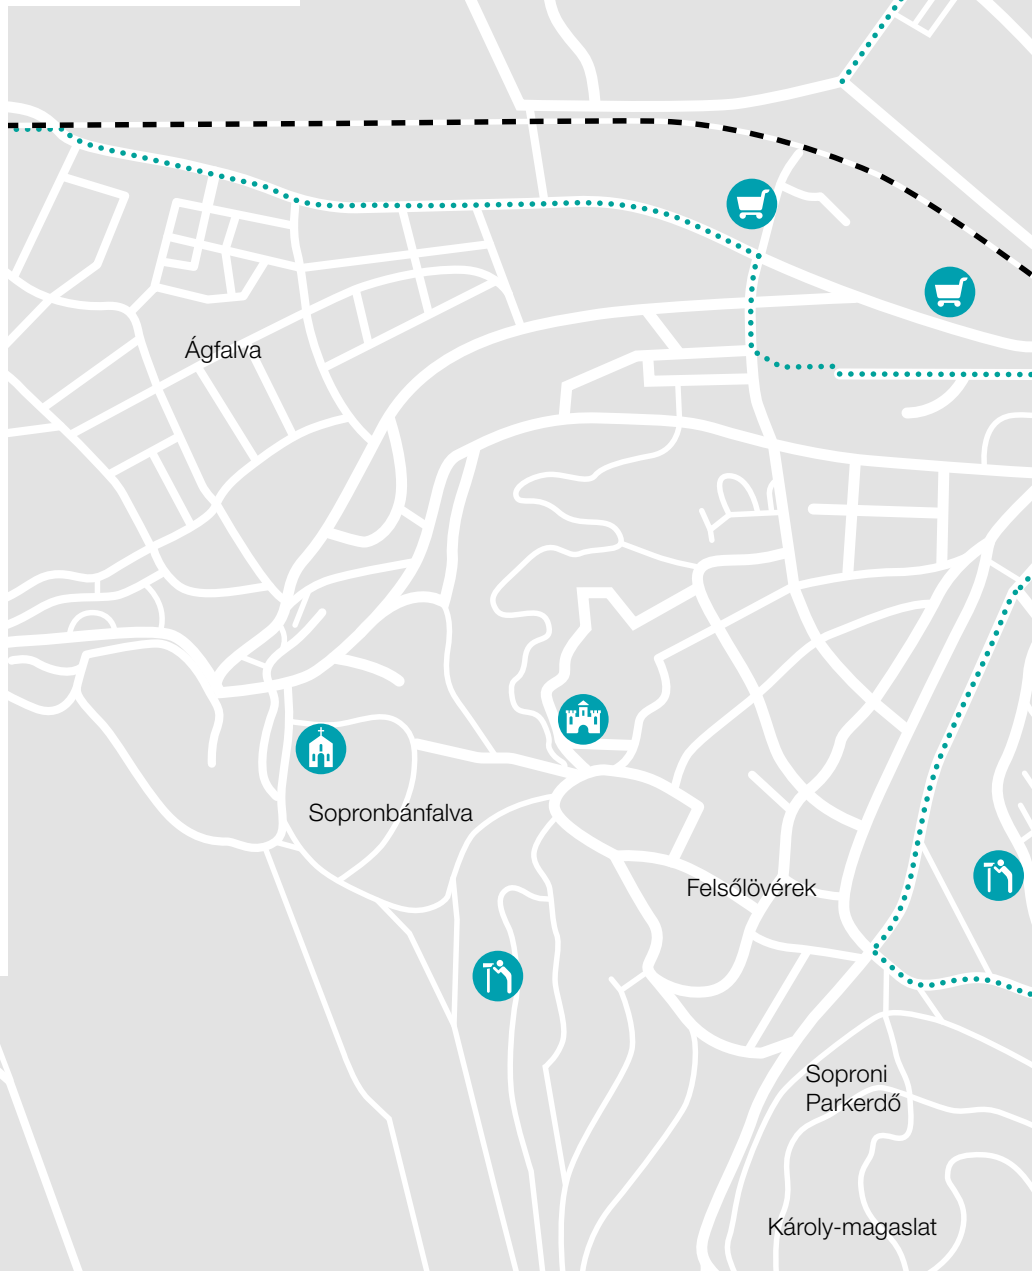 Ágfalva
Sopronbánfalva
Felsőlövérek
Soproni
Parkerdő
Károly-magaslat